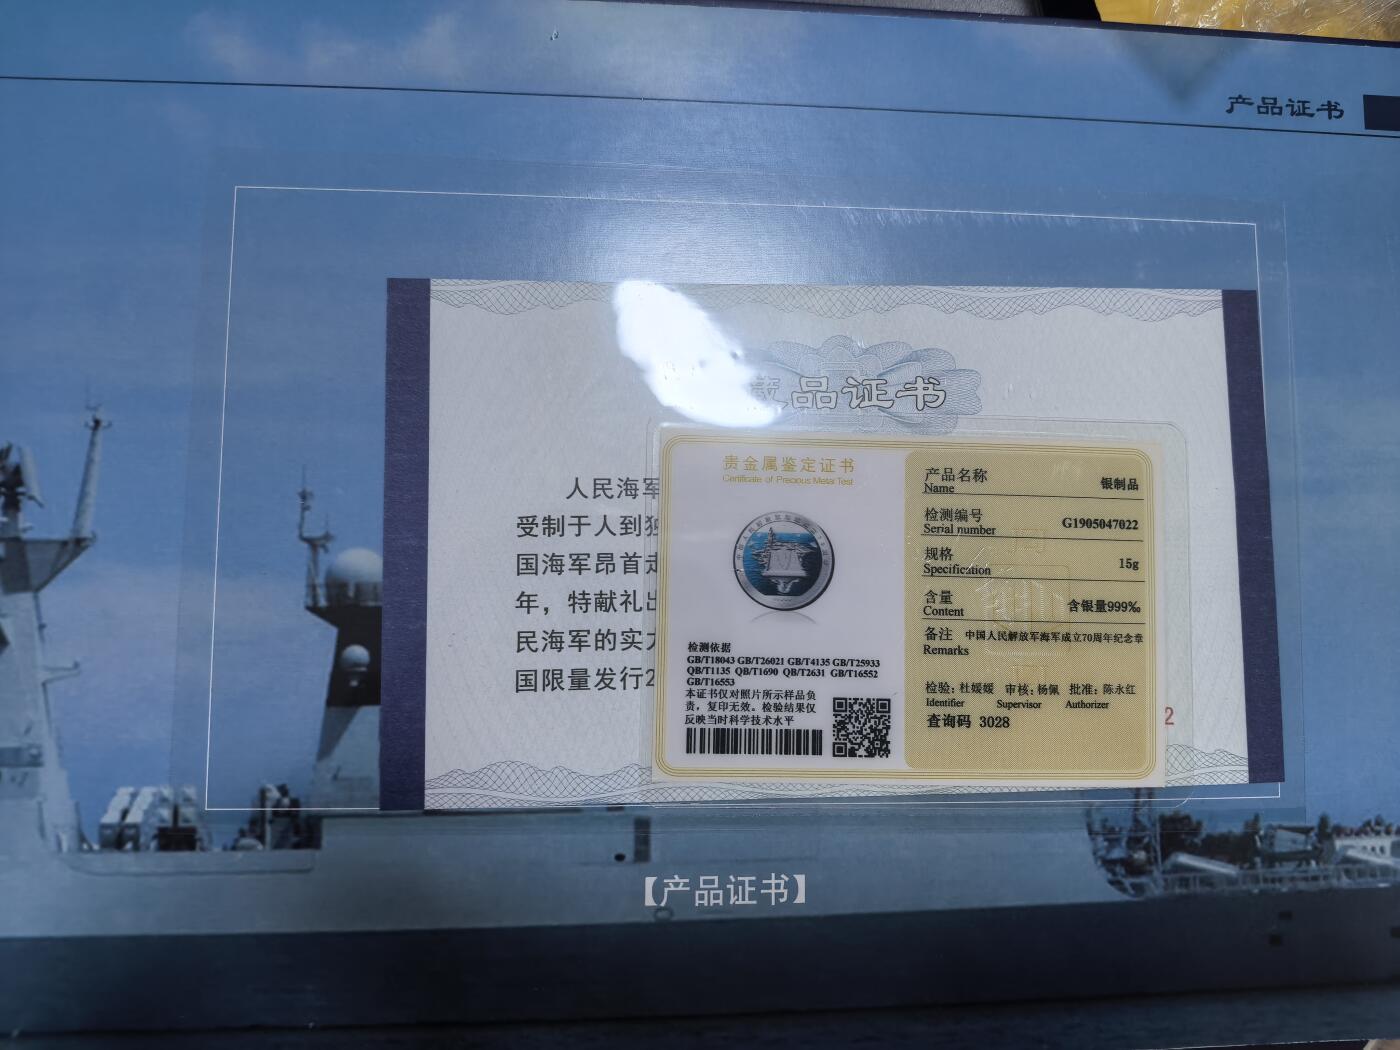 产品证书
藏品证书
人民海军
受制于人到独
国海军昂首走
年，特献礼出
民海军的实力
国限量发行2
2
贵金属鉴定证书
Certificate of Precious Metal Test
检测依据
GB/T18043 GB/T26021 GB/T4135 GB/T25933
QB/T1135 QB/T1690 QB/T2631 GB/T16552
GB/T16553
本证书仅对照片所示样品负
责，复印无效。检验结果仅
反映当时科学技术水平
产品名称 银制品
Name
检测编号 G1905047022
Serial number
规格 15g
Specification
含量 含银量999‰
Content
备注 中国人民解放军海军成立70周年纪念章
Remarks
检验：杜媛媛 审核：杨佩 批准：陈永红
Identifier Supervisor Authorizer
查询码 3028
【产品证书】